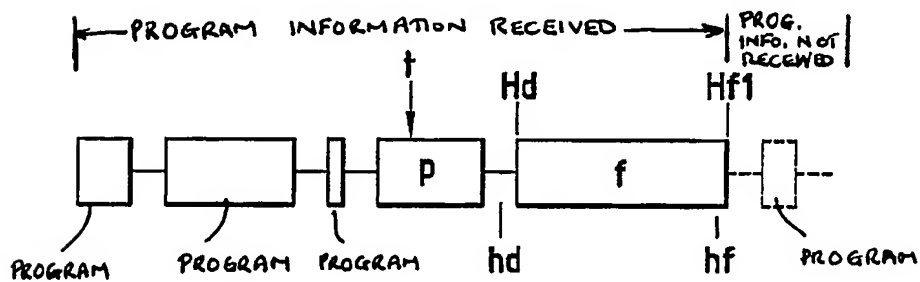 PROGRAM INFORMATION RECEIVED
PROG.
INFO. NOT
RECEIVED
t
Hd
Hf1
P
f
hd
hf
PROGRAM
PROGRAM
PROGRAM
PROGRAM